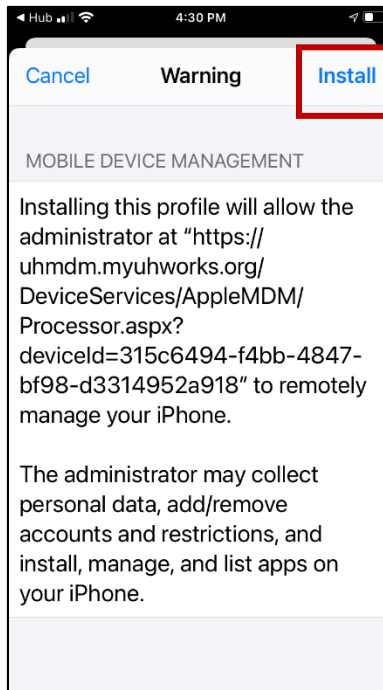 ◀ Hub 4:30 PM
Cancel Warning Install
MOBILE DEVICE MANAGEMENT
Installing this profile will allow the
administrator at “https://
uhmdm.myuhworks.org/
DeviceServices/AppleMDM/
Processor.aspx?
deviceId=315c6494-f4bb-4847-
bf98-d3314952a918” to remotely
manage your iPhone.
The administrator may collect
personal data, add/remove
accounts and restrictions, and
install, manage, and list apps on
your iPhone.